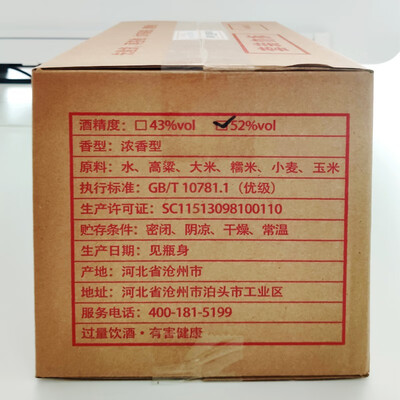 酒精度：☐43%vol ☑52%vol
香型：浓香型
原料：水、高粱、大米、糯米、小麦、玉米
执行标准：GB/T 10781.1（优级）
生产许可证：SC11513098100110
贮存条件：密闭、阴凉、干燥、常温
生产日期：见瓶身
产地：河北省沧州市
地址：河北省沧州市泊头市工业区
服务电话：400-181-5199
过量饮酒·有害健康